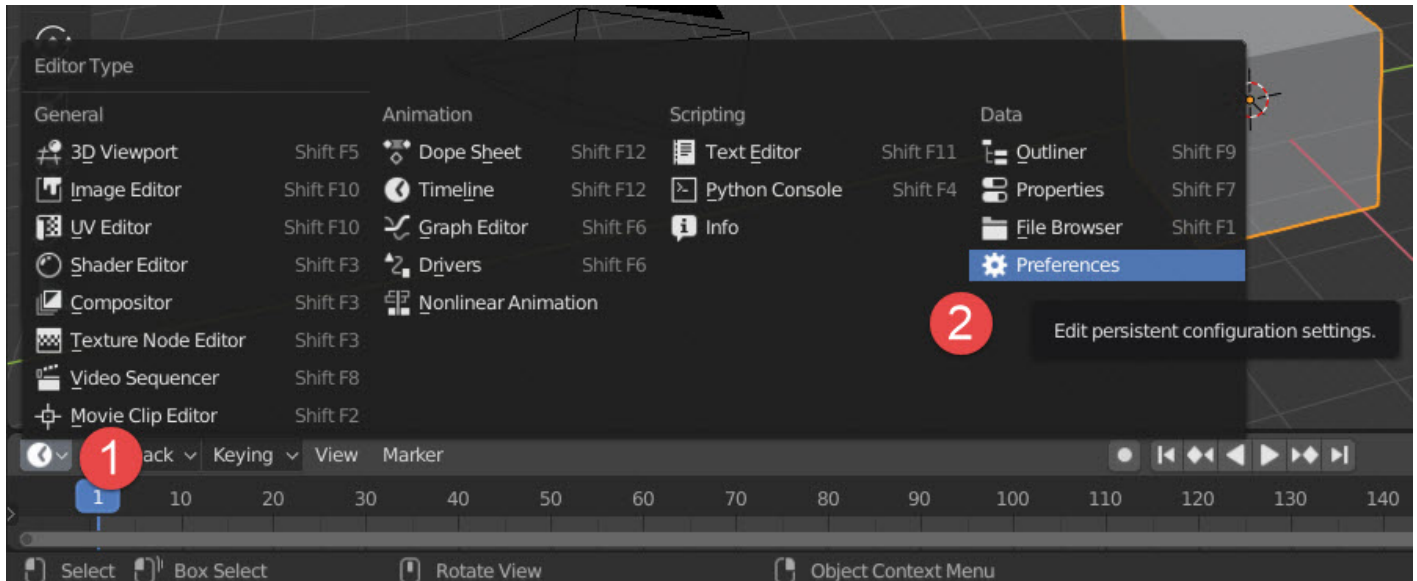 Editor Type
General
3D Viewport Shift F5
Image Editor Shift F10
UV Editor Shift F10
Shader Editor Shift F3
Compositor Shift F3
Texture Node Editor Shift F3
Video Sequencer Shift F8
Movie Clip Editor Shift F2
Animation
Dope Sheet Shift F12
Timeline Shift F12
Graph Editor Shift F6
Drivers Shift F6
Nonlinear Animation
Scripting
Text Editor Shift F11
Python Console Shift F4
Info
Data
Outliner Shift F9
Properties Shift F7
File Browser Shift F1
Preferences
2
Edit persistent configuration settings.
1 ack Keying View Marker
1 10 20 30 40 50 60 70 80 90 100 110 120 130 140
Select Box Select Rotate View Object Context Menu